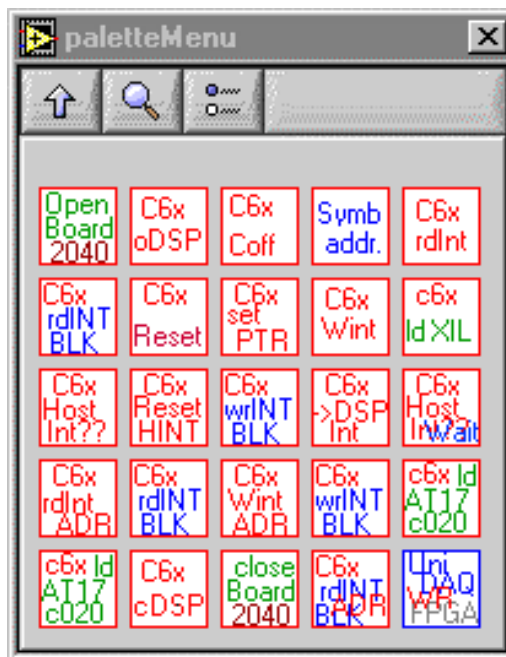 paletteMenu
Open
Board
2040
C6x
oDSP
C6x
Coff
Symb
addr.
C6x
rdInt
C6x
rdINT
BLK
C6x
Reset
C6x
set
PTR
C6x
Wint
c6x
ld XIL
C6x
Host
Int??
C6x
Reset
HINT
C6x
wrINT
BLK
C6x
->DSP
Int
C6x
Host
Int??
Wait
C6x
rdInt
ADR
C6x
rdINT
BLK
C6x
Wint
ADR
C6x
wrINT
BLK
c6x ld
AT17
c020
c6x ld
AT17
c020
C6x
cDSP
close
Board
2040
C6x
rdINT
ADR
BLK
Uni
DAQ
WR
FPGA